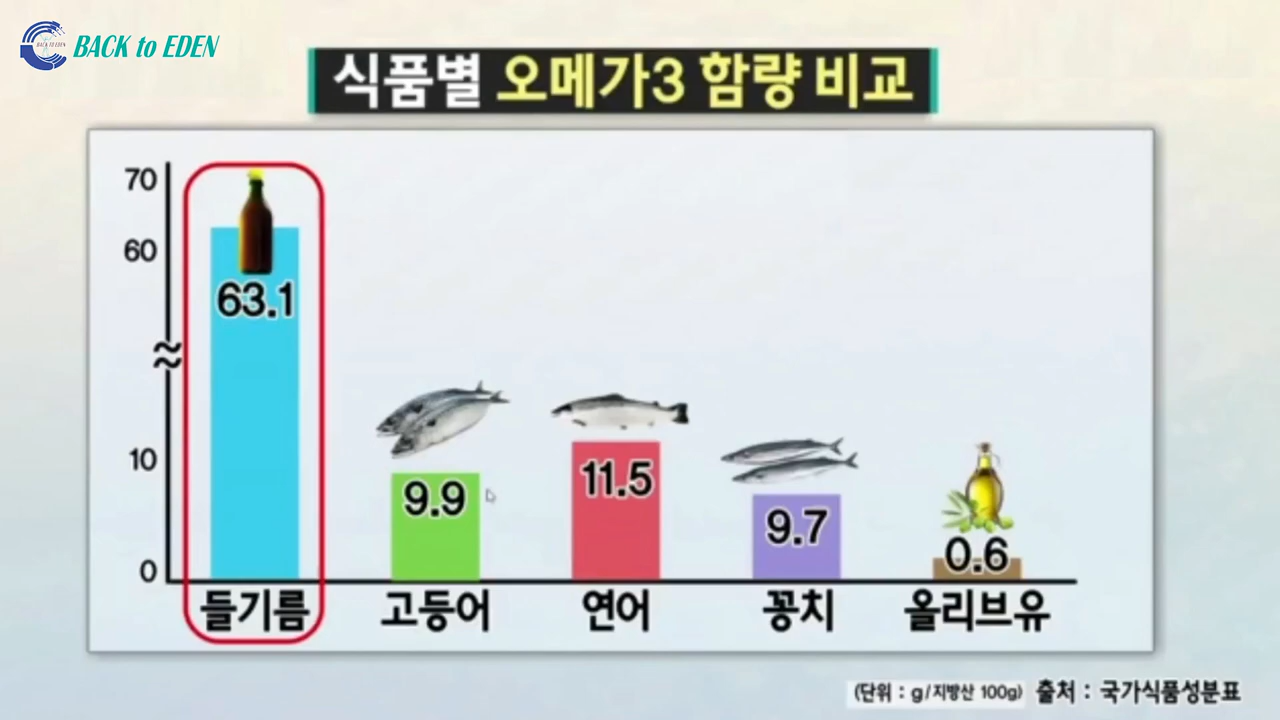 BACK to EDEN
식품별 오메가3 함량 비교
70
60
10
0
63.1
9.9
11.5
9.7
0.6
들기름
고등어
연어
꽁치
올리브유
(단위 : g/지방산 100g) 출처 : 국가식품성분표